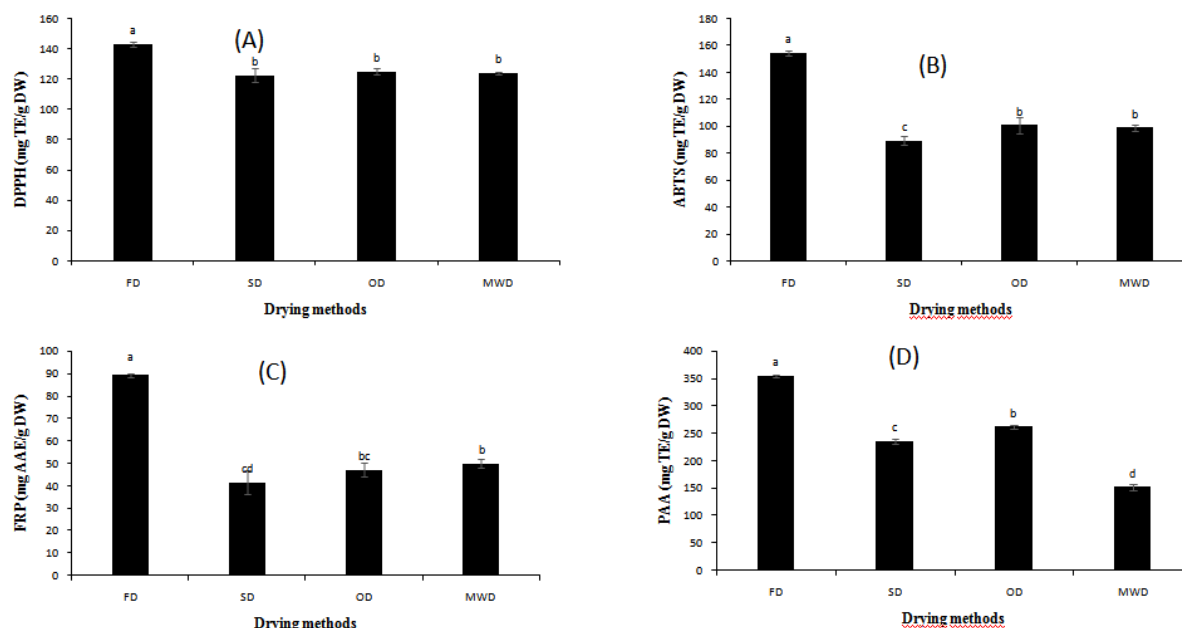 DPPH (mg TE/g DW)
160
140
120
100
80
60
40
20
0
(A)
a
b
b
b
FD SD OD MWD
Drying methods
ABTS (mg TE/g DW)
180
160
140
120
100
80
60
40
20
0
(B)
a
c
b
b
FD SD OD MWD
Drying methods
FRP (mg AAE/g DW)
100
90
80
70
60
50
40
30
20
10
0
(C)
a
cd
bc
b
FD SD OD MWD
Drying methods
PAA (mg TE/g DW)
400
350
300
250
200
150
100
50
0
(D)
a
c
b
d
FD SD OD MWD
Drying methods